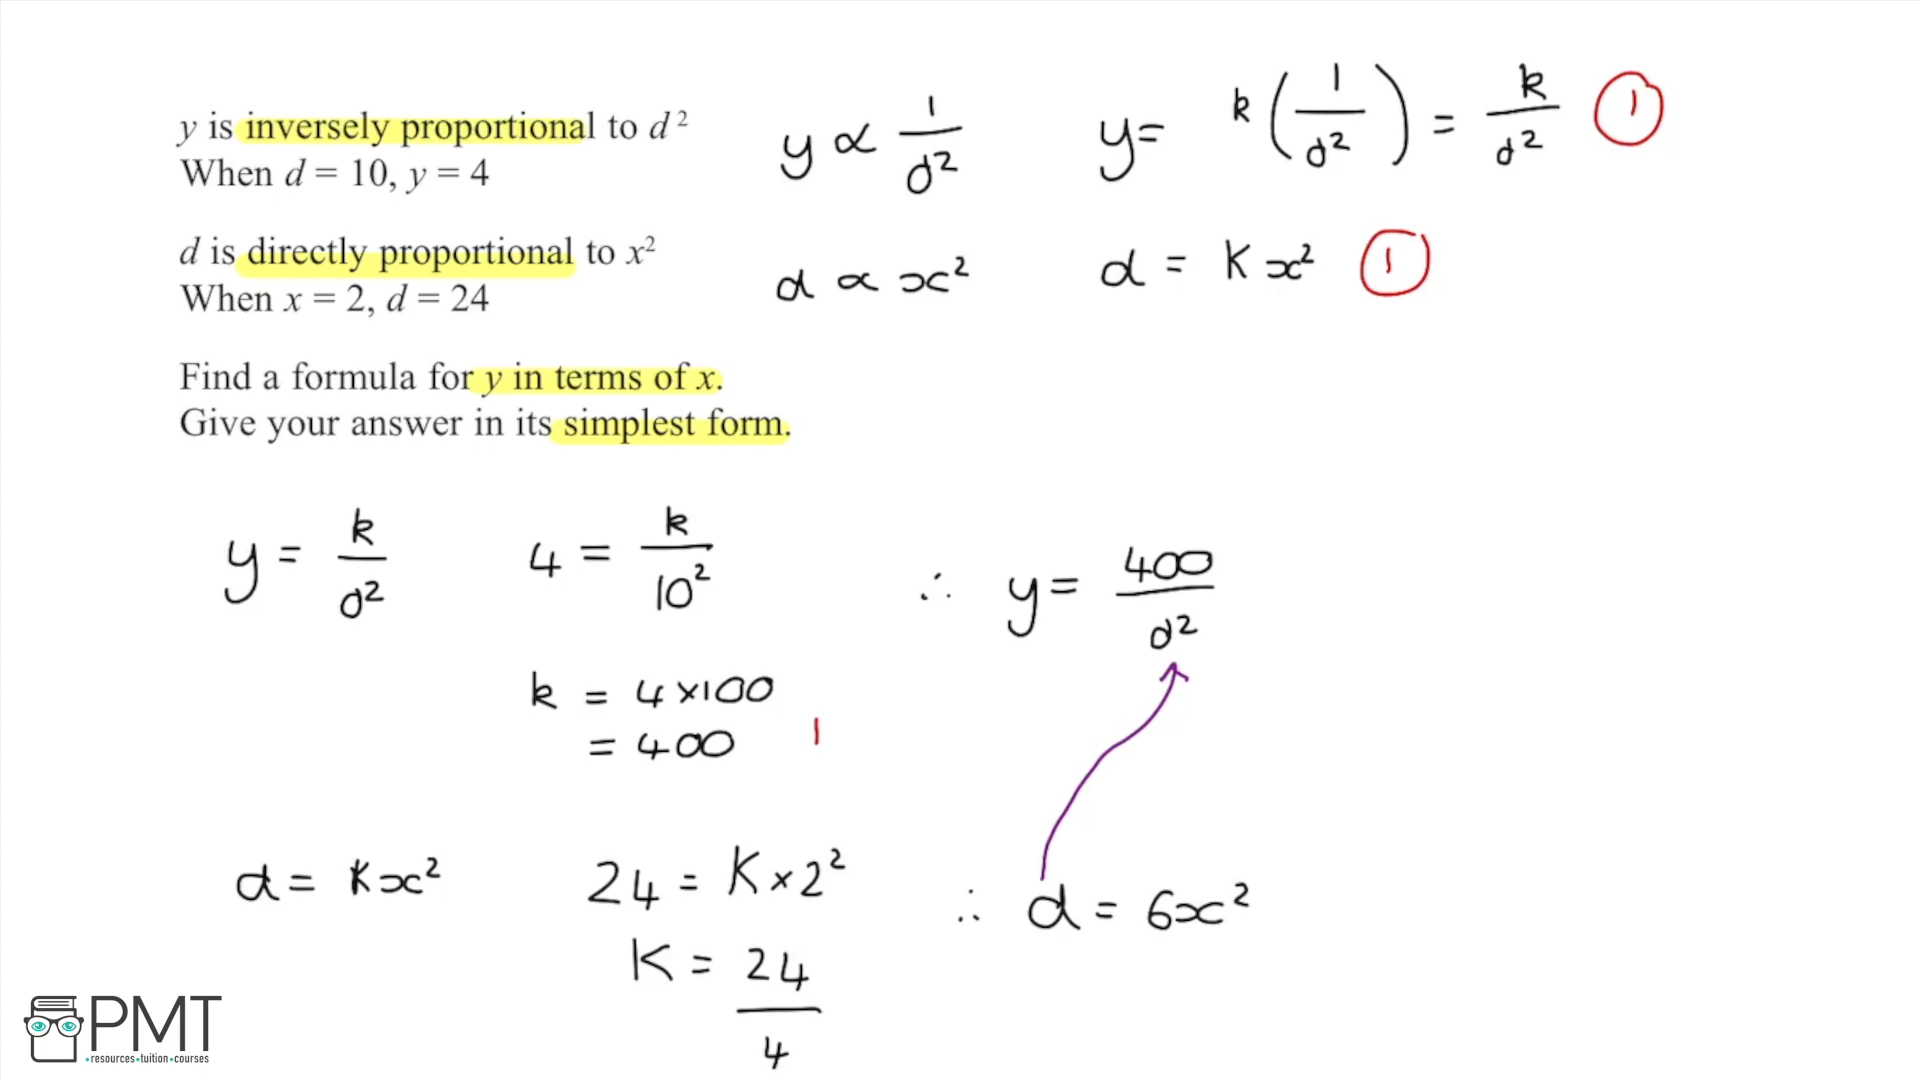 y is inversely proportional to d²
When d = 10, y = 4
y ∝ 1/d²
y = k(1/d²) = k/d² ①
d is directly proportional to x²
When x = 2, d = 24
d ∝ x²
d = Kx² ①
Find a formula for y in terms of x.
Give your answer in its simplest form.
y = k/d²
4 = k/10²
∴ y = 400/d²
k = 4×100
= 400 1
d = Kx²
24 = K×2²
∴ d = 6x²
K = 24/4
PMT
•resources•tuition•courses